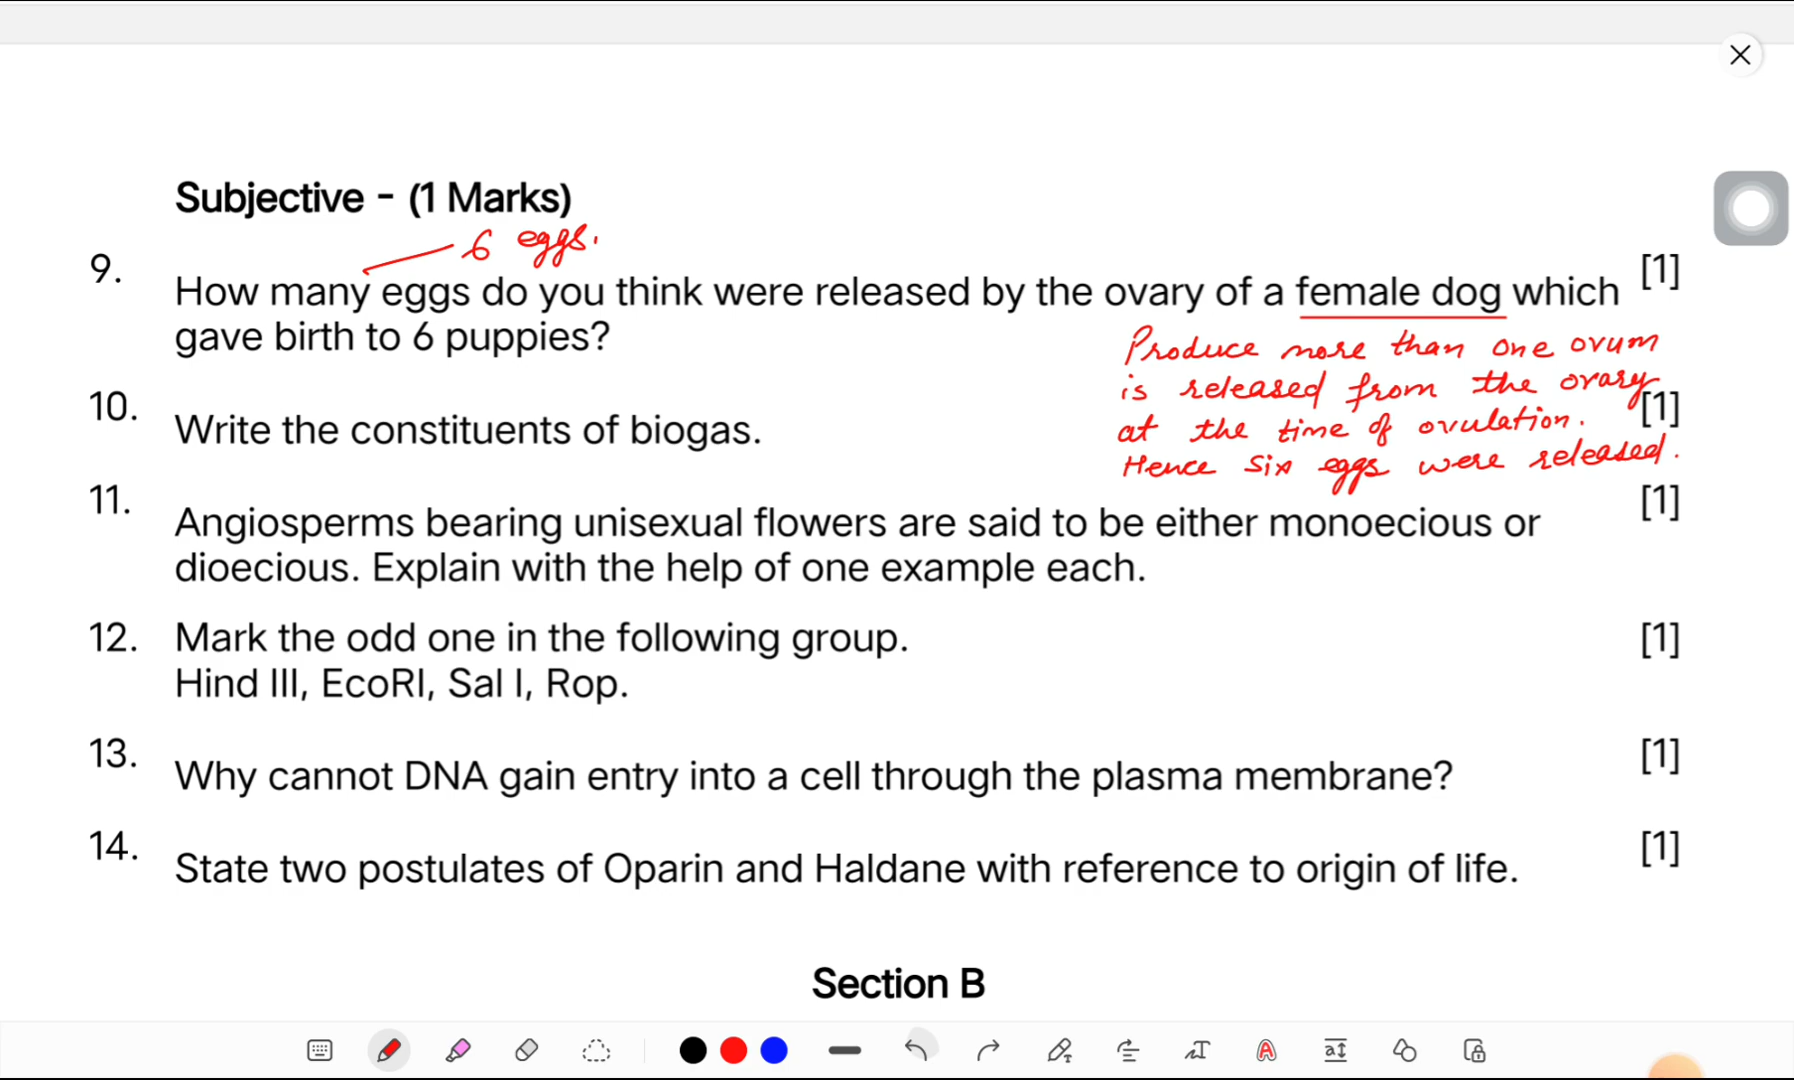 Subjective - (1 Marks)
6 eggs.
9.
How many eggs do you think were released by the ovary of a female dog which [1]
gave birth to 6 puppies?
Produce more than one ovum
is released from the ovary
at the time of ovulation.
Hence six eggs were released.
10.
Write the constituents of biogas. [1]
11.
Angiosperms bearing unisexual flowers are said to be either monoecious or [1]
dioecious. Explain with the help of one example each.
12. Mark the odd one in the following group. [1]
Hind III, EcoRI, Sal I, Rop.
13.
Why cannot DNA gain entry into a cell through the plasma membrane? [1]
14.
State two postulates of Oparin and Haldane with reference to origin of life. [1]
Section B